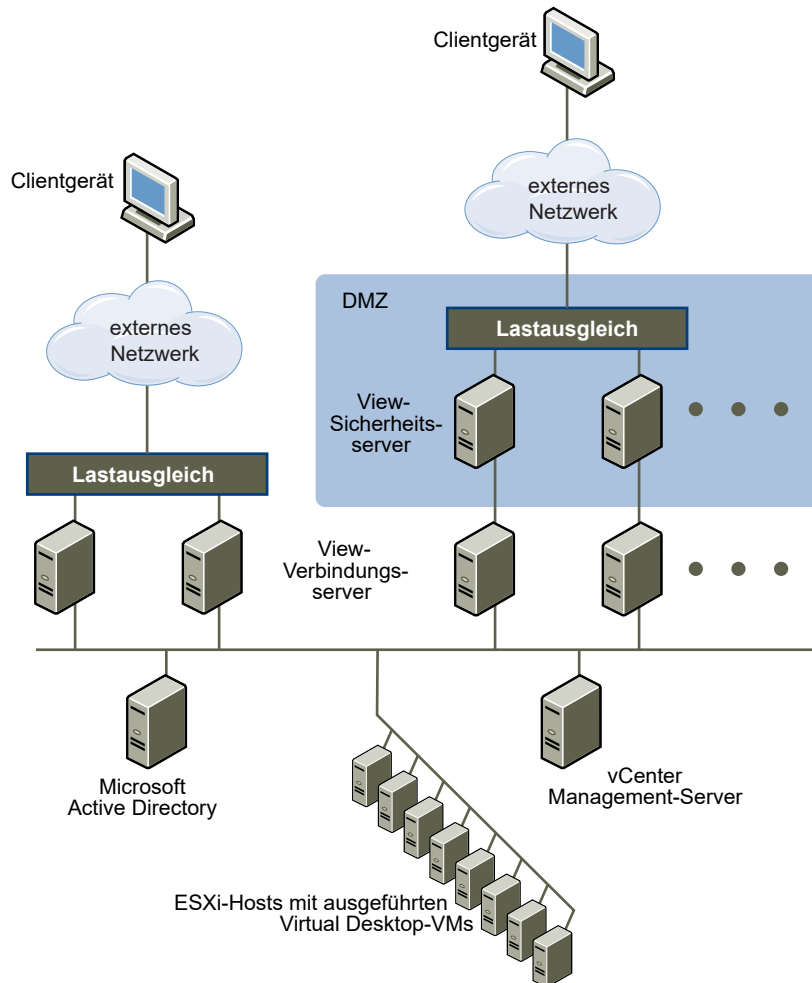 Clientgerät
Clientgerät
externes
Netzwerk
DMZ
externes
Netzwerk
Lastausgleich
View-
Sicherheits-
server
Lastausgleich
View-
Verbindungs-
server
Microsoft
Active Directory
vCenter
Management-Server
ESXi-Hosts mit ausgeführten
Virtual Desktop-VMs